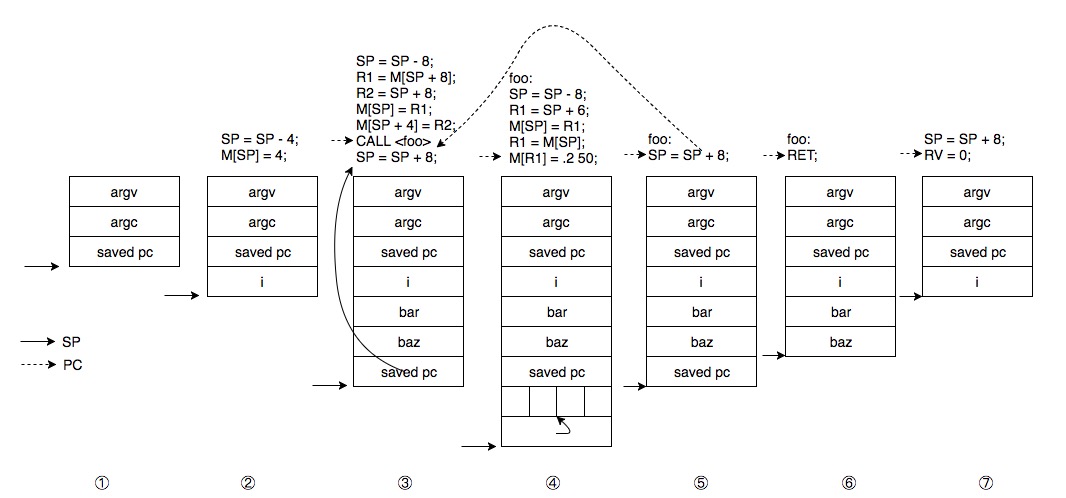 SP = SP - 4;
M[SP] = 4;
SP = SP - 8;
R1 = M[SP + 8];
R2 = SP + 8;
M[SP] = R1;
M[SP + 4] = R2;
CALL <foo>
SP = SP + 8;
foo:
SP = SP - 8;
R1 = SP + 6;
M[SP] = R1;
R1 = M[SP];
M[R1] = .2 50;
foo:
SP = SP + 8;
foo:
RET;
SP = SP + 8;
RV = 0;
argv
argc
saved pc
argv
argc
saved pc
i
argv
argc
saved pc
i
bar
baz
saved pc
argv
argc
saved pc
i
bar
baz
saved pc
argv
argc
saved pc
i
bar
baz
saved pc
argv
argc
saved pc
i
bar
baz
argv
argc
saved pc
i
SP
PC
①
②
③
④
⑤
⑥
⑦